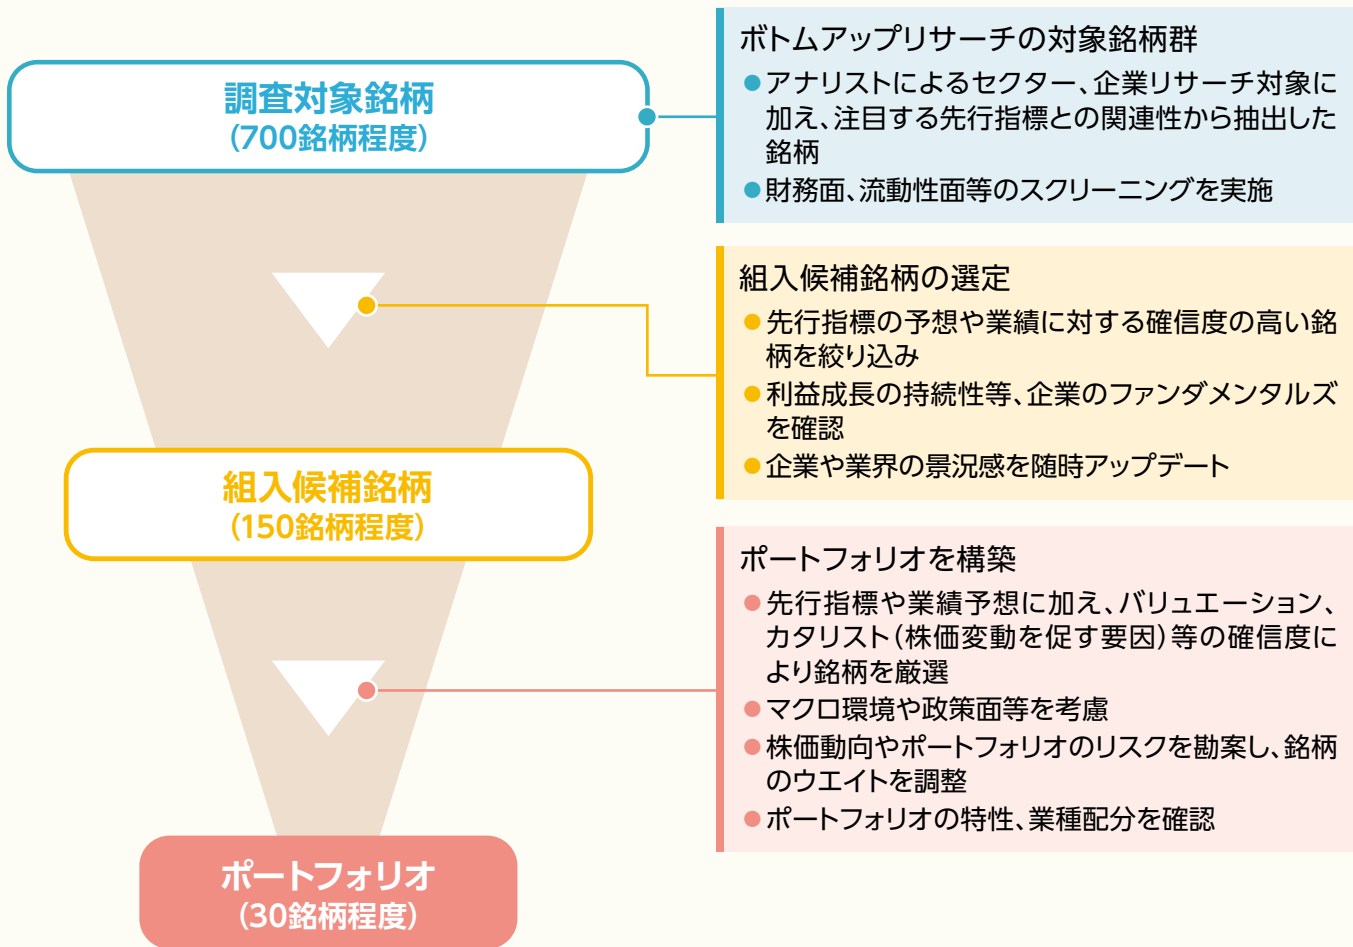 調査対象銘柄
(700銘柄程度)
ボトムアップリサーチの対象銘柄群
●アナリストによるセクター、企業リサーチ対象に
加え、注目する先行指標との関連性から抽出した
銘柄
●財務面、流動性面等のスクリーニングを実施
組入候補銘柄の選定
●先行指標の予想や業績に対する確信度の高い銘
柄を絞り込み
●利益成長の持続性等、企業のファンダメンタルズ
を確認
●企業や業界の景況感を随時アップデート
組入候補銘柄
(150銘柄程度)
ポートフォリオを構築
●先行指標や業績予想に加え、バリュエーション、
カタリスト(株価変動を促す要因)等の確信度に
より銘柄を厳選
●マクロ環境や政策面等を考慮
●株価動向やポートフォリオのリスクを勘案し、銘柄
のウエイトを調整
●ポートフォリオの特性、業種配分を確認
ポートフォリオ
(30銘柄程度)